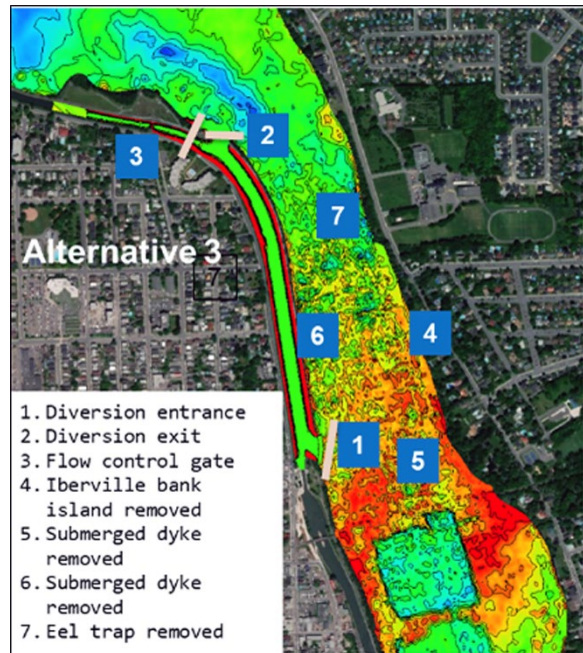 2
3
7
Alternative 3
7
4
6
1
5
1. Diversion entrance
2. Diversion exit
3. Flow control gate
4. Iberville bank
island removed
5. Submerged dyke
removed
6. Submerged dyke
removed
7. Eel trap removed